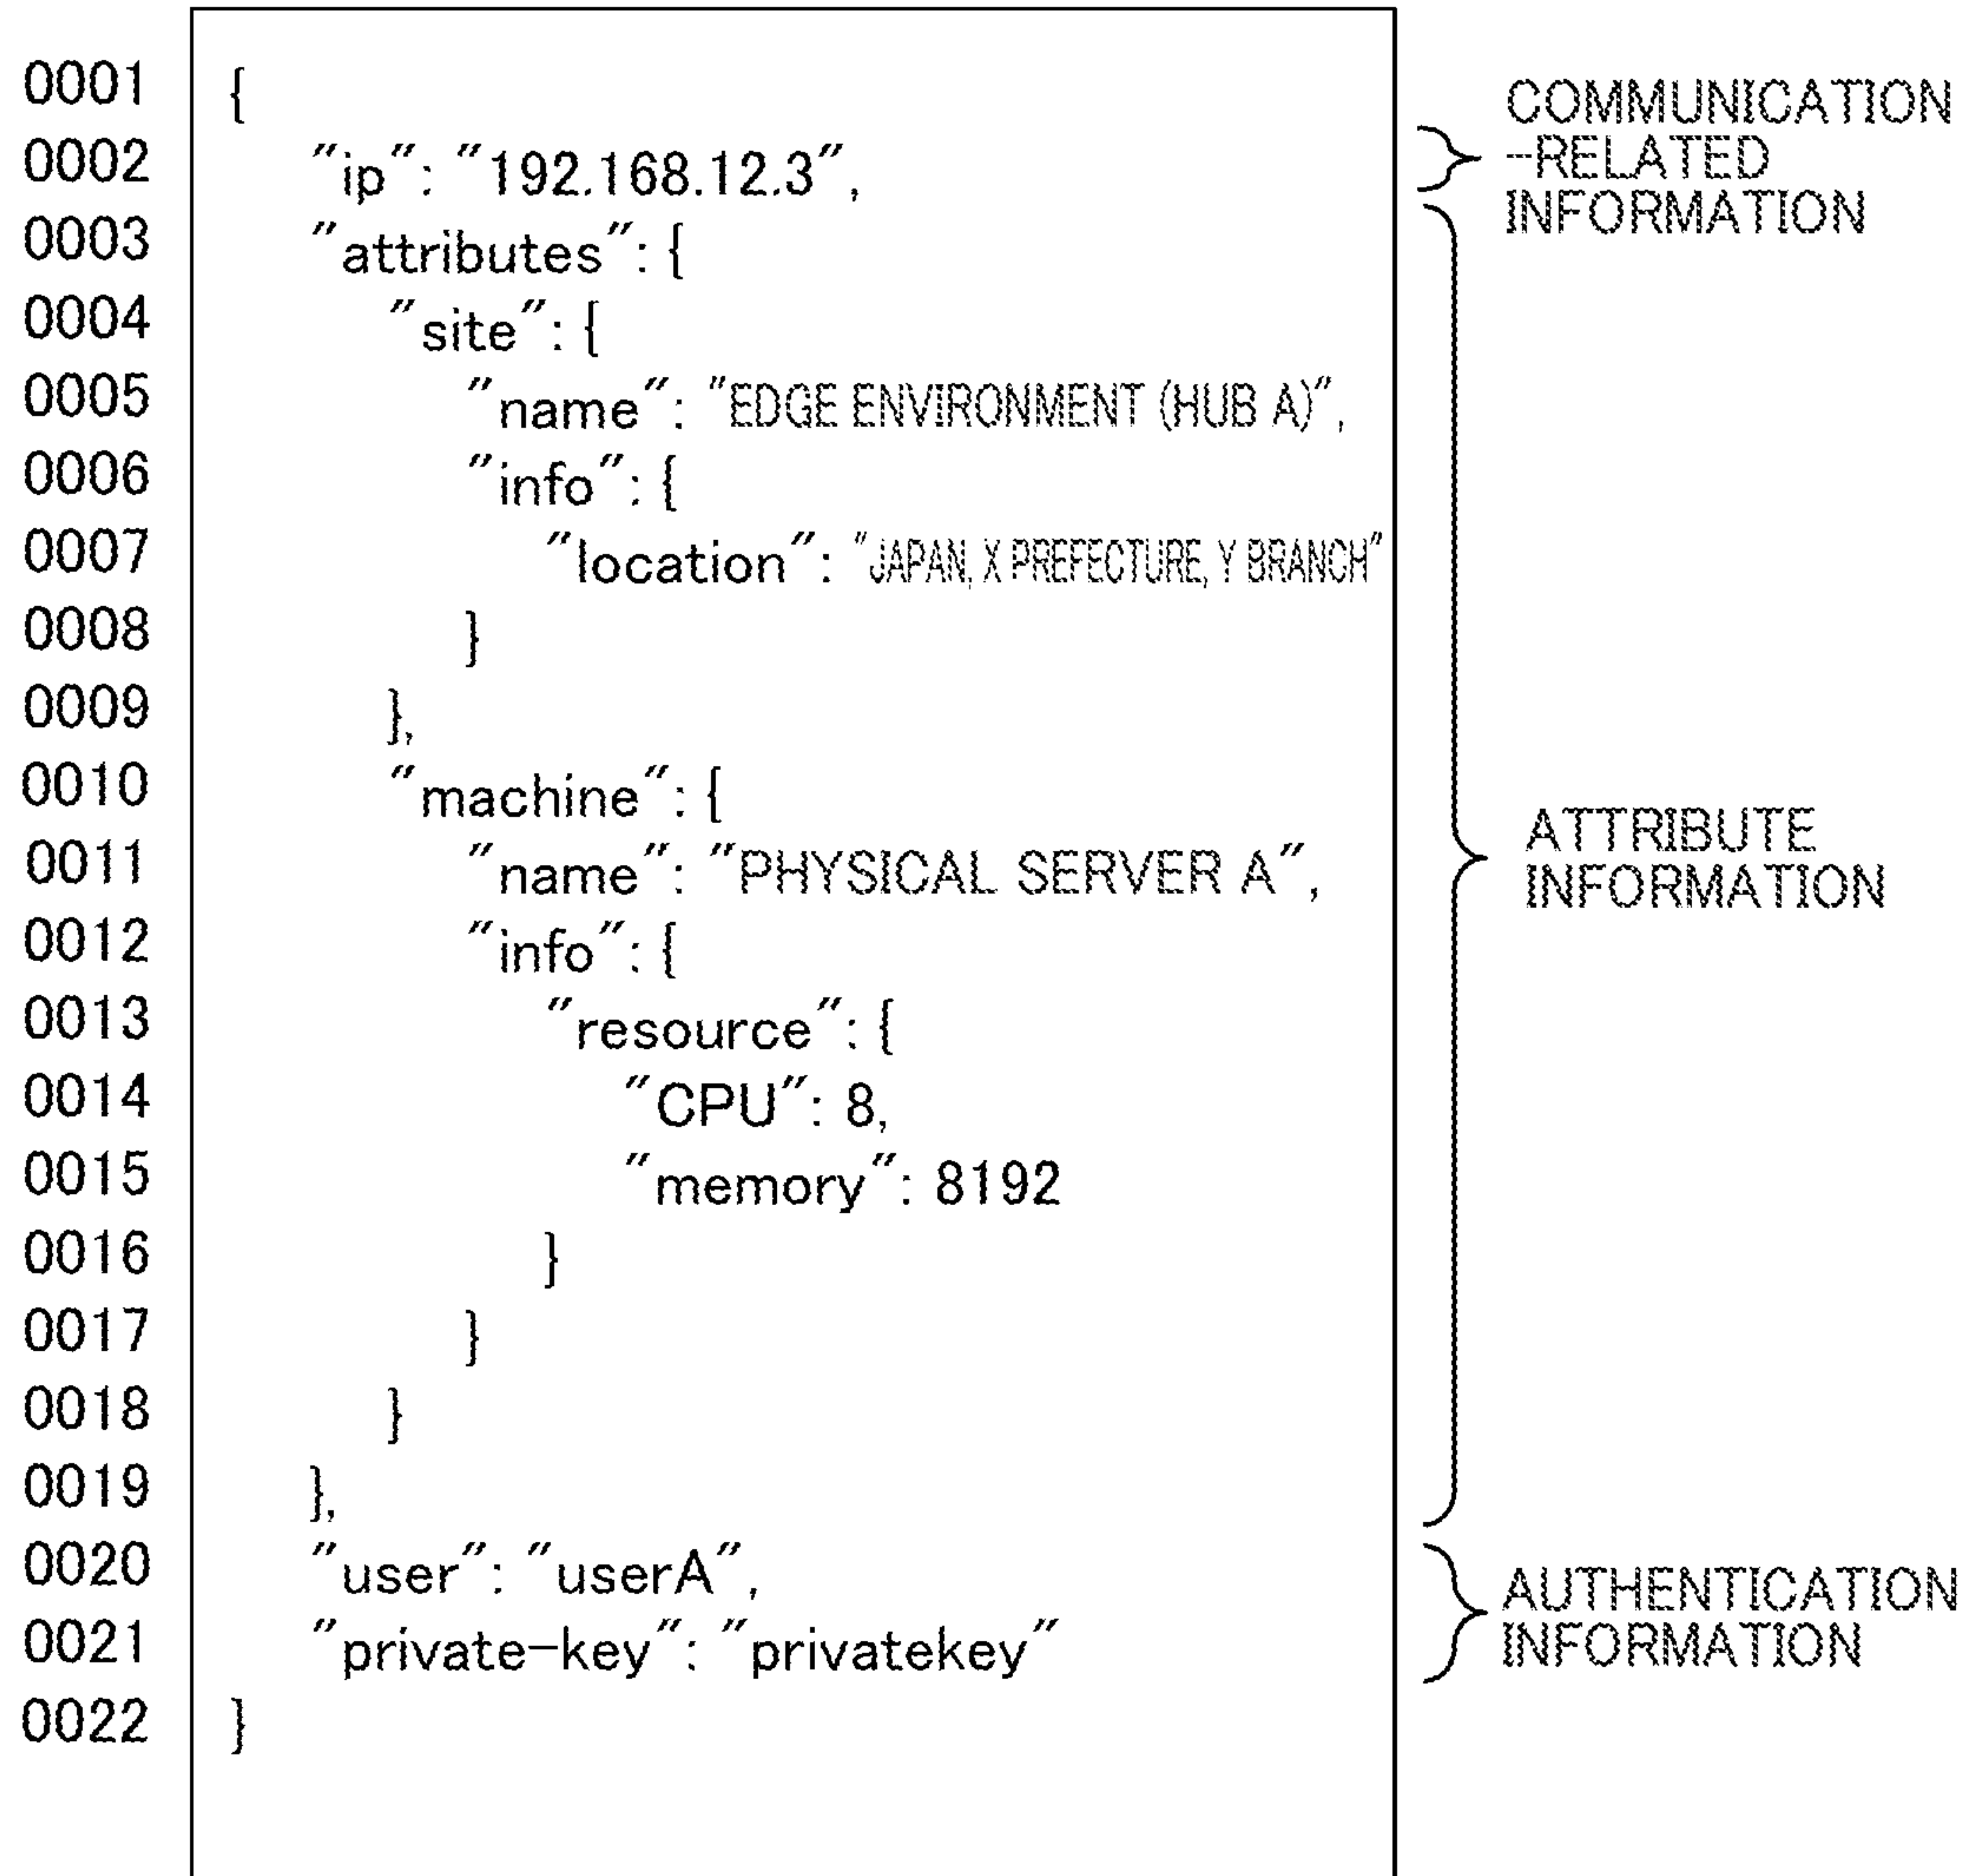 0001 {
0002 "ip": "192.168.12.3",
0003 "attributes": {
0004 "site": {
0005 "name": "EDGE ENVIRONMENT (HUB A)",
0006 "info": {
0007 "location": "JAPAN, X PREFECTURE, Y BRANCH"
0008 }
0009 },
0010 "machine": {
0011 "name": "PHYSICAL SERVER A",
0012 "info": {
0013 "resource": {
0014 "CPU": 8,
0015 "memory": 8192
0016 }
0017 }
0018 }
0019 },
0020 "user": "userA",
0021 "private-key": "privatekey"
0022 }
COMMUNICATION
-RELATED
INFORMATION
ATTRIBUTE
INFORMATION
AUTHENTICATION
INFORMATION